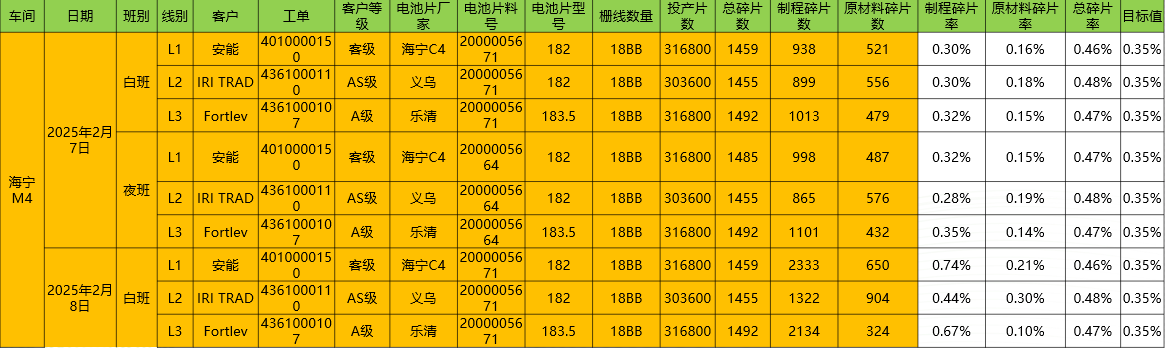 车间 日期 班别 线别 客户 工单 客户等级 电池片厂家 电池片料号 电池片型号 栅线数量 投产片数 总碎片数 制程碎片数 原材料碎片数 制程碎片率 原材料碎片率 总碎片率 目标值
海宁M4 2025年2月7日 白班 L1 安能 4010000150 客级 海宁C4 2000005671 182 18BB 316800 1459 938 521 0.30% 0.16% 0.46% 0.35%
L2 IRI TRAD 4361000110 AS级 义乌 2000005671 182 18BB 303600 1455 899 556 0.30% 0.18% 0.48% 0.35%
L3 Fortlev 4361000107 A级 乐清 2000005671 183.5 18BB 316800 1492 1013 479 0.32% 0.15% 0.47% 0.35%
夜班 L1 安能 4010000150 客级 海宁C4 2000005664 182 18BB 316800 1485 998 487 0.32% 0.15% 0.47% 0.35%
L2 IRI TRAD 4361000110 AS级 义乌 2000005664 182 18BB 303600 1455 865 576 0.28% 0.19% 0.48% 0.35%
L3 Fortlev 4361000107 A级 乐清 2000005664 183.5 18BB 316800 1492 1101 432 0.35% 0.14% 0.47% 0.35%
2025年2月8日 白班 L1 安能 4010000150 客级 海宁C4 2000005671 182 18BB 316800 1459 2333 650 0.74% 0.21% 0.46% 0.35%
L2 IRI TRAD 4361000110 AS级 义乌 2000005671 182 18BB 303600 1455 1322 904 0.44% 0.30% 0.48% 0.35%
L3 Fortlev 4361000107 A级 乐清 2000005671 183.5 18BB 316800 1492 2134 324 0.67% 0.10% 0.47% 0.35%